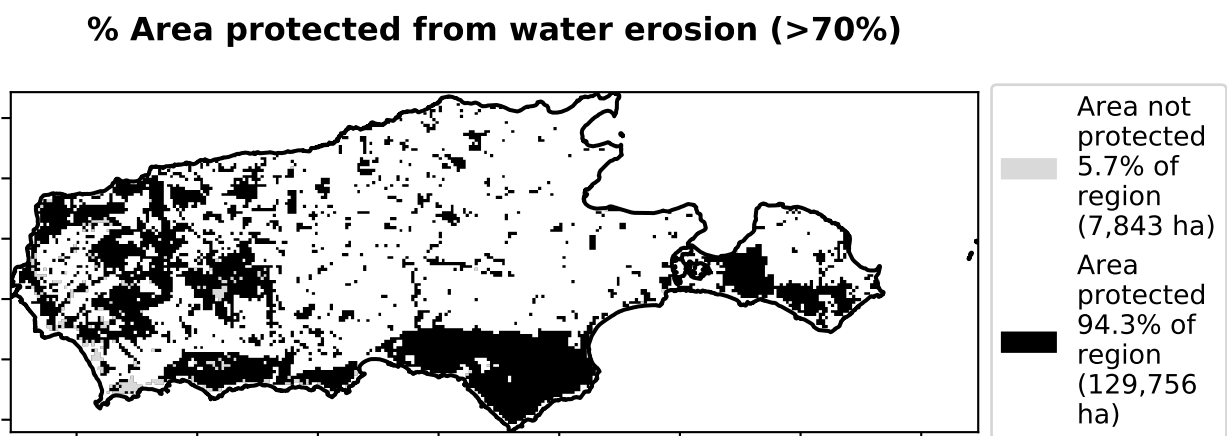 % Area protected from water erosion (>70%)
Area not
protected
5.7% of
region
(7,843 ha)
Area
protected
94.3% of
region
(129,756
ha)